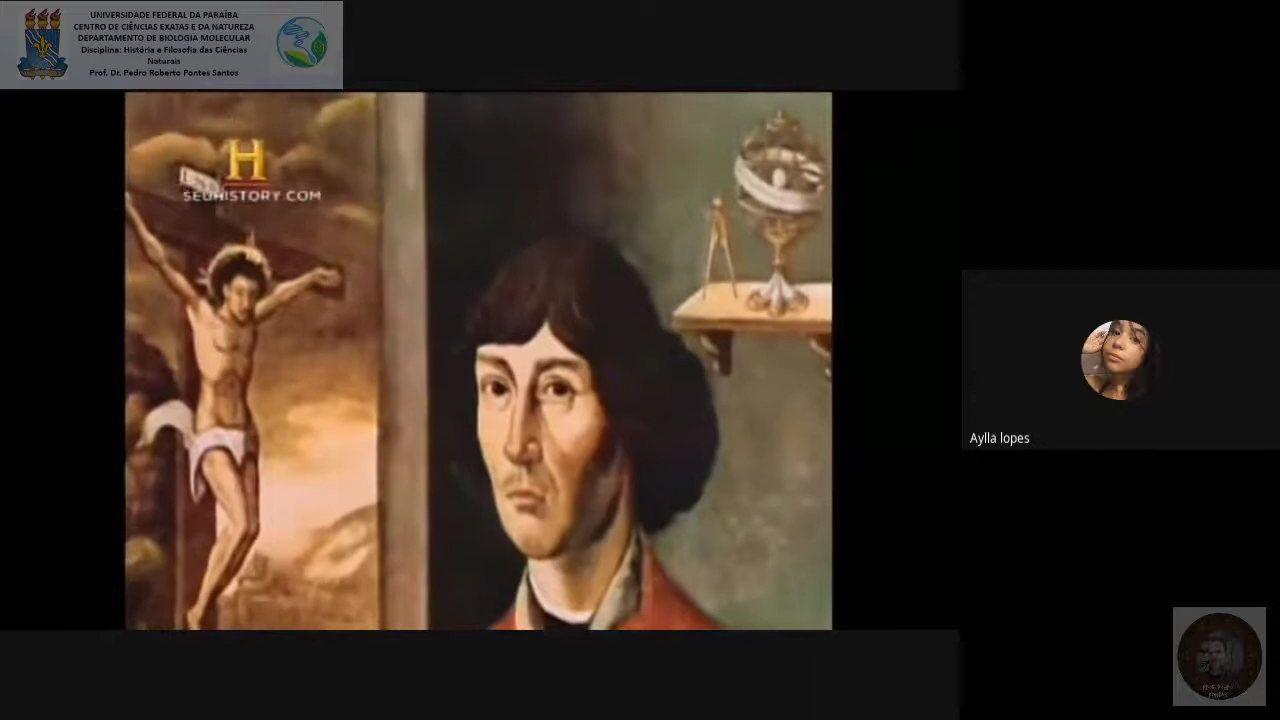 UNIVERSIDADE FEDERAL DA PARAÍBA
CENTRO DE CIÊNCIAS EXATAS E DA NATUREZA
DEPARTAMENTO DE BIOLOGIA MOLECULAR
Disciplina: História e Filosofia das Ciências
Naturais
Prof. Dr. Pedro Roberto Pontes Santos
H
SEUHISTORY.COM
Aylla lopes